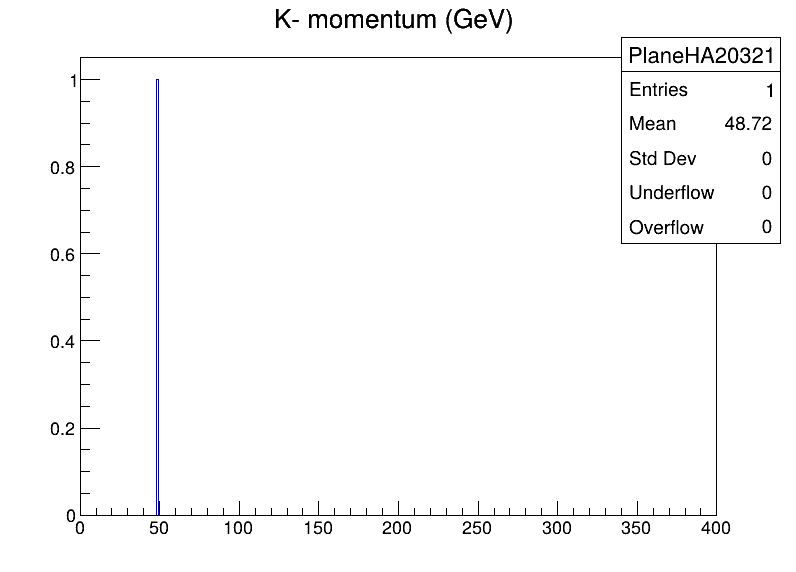 K- momentum (GeV)
PlaneHA20321
Entries 1
Mean 48.72
Std Dev 0
Underflow 0
Overflow 0
1
0.8
0.6
0.4
0.2
0
0 50 100 150 200 250 300 350 400